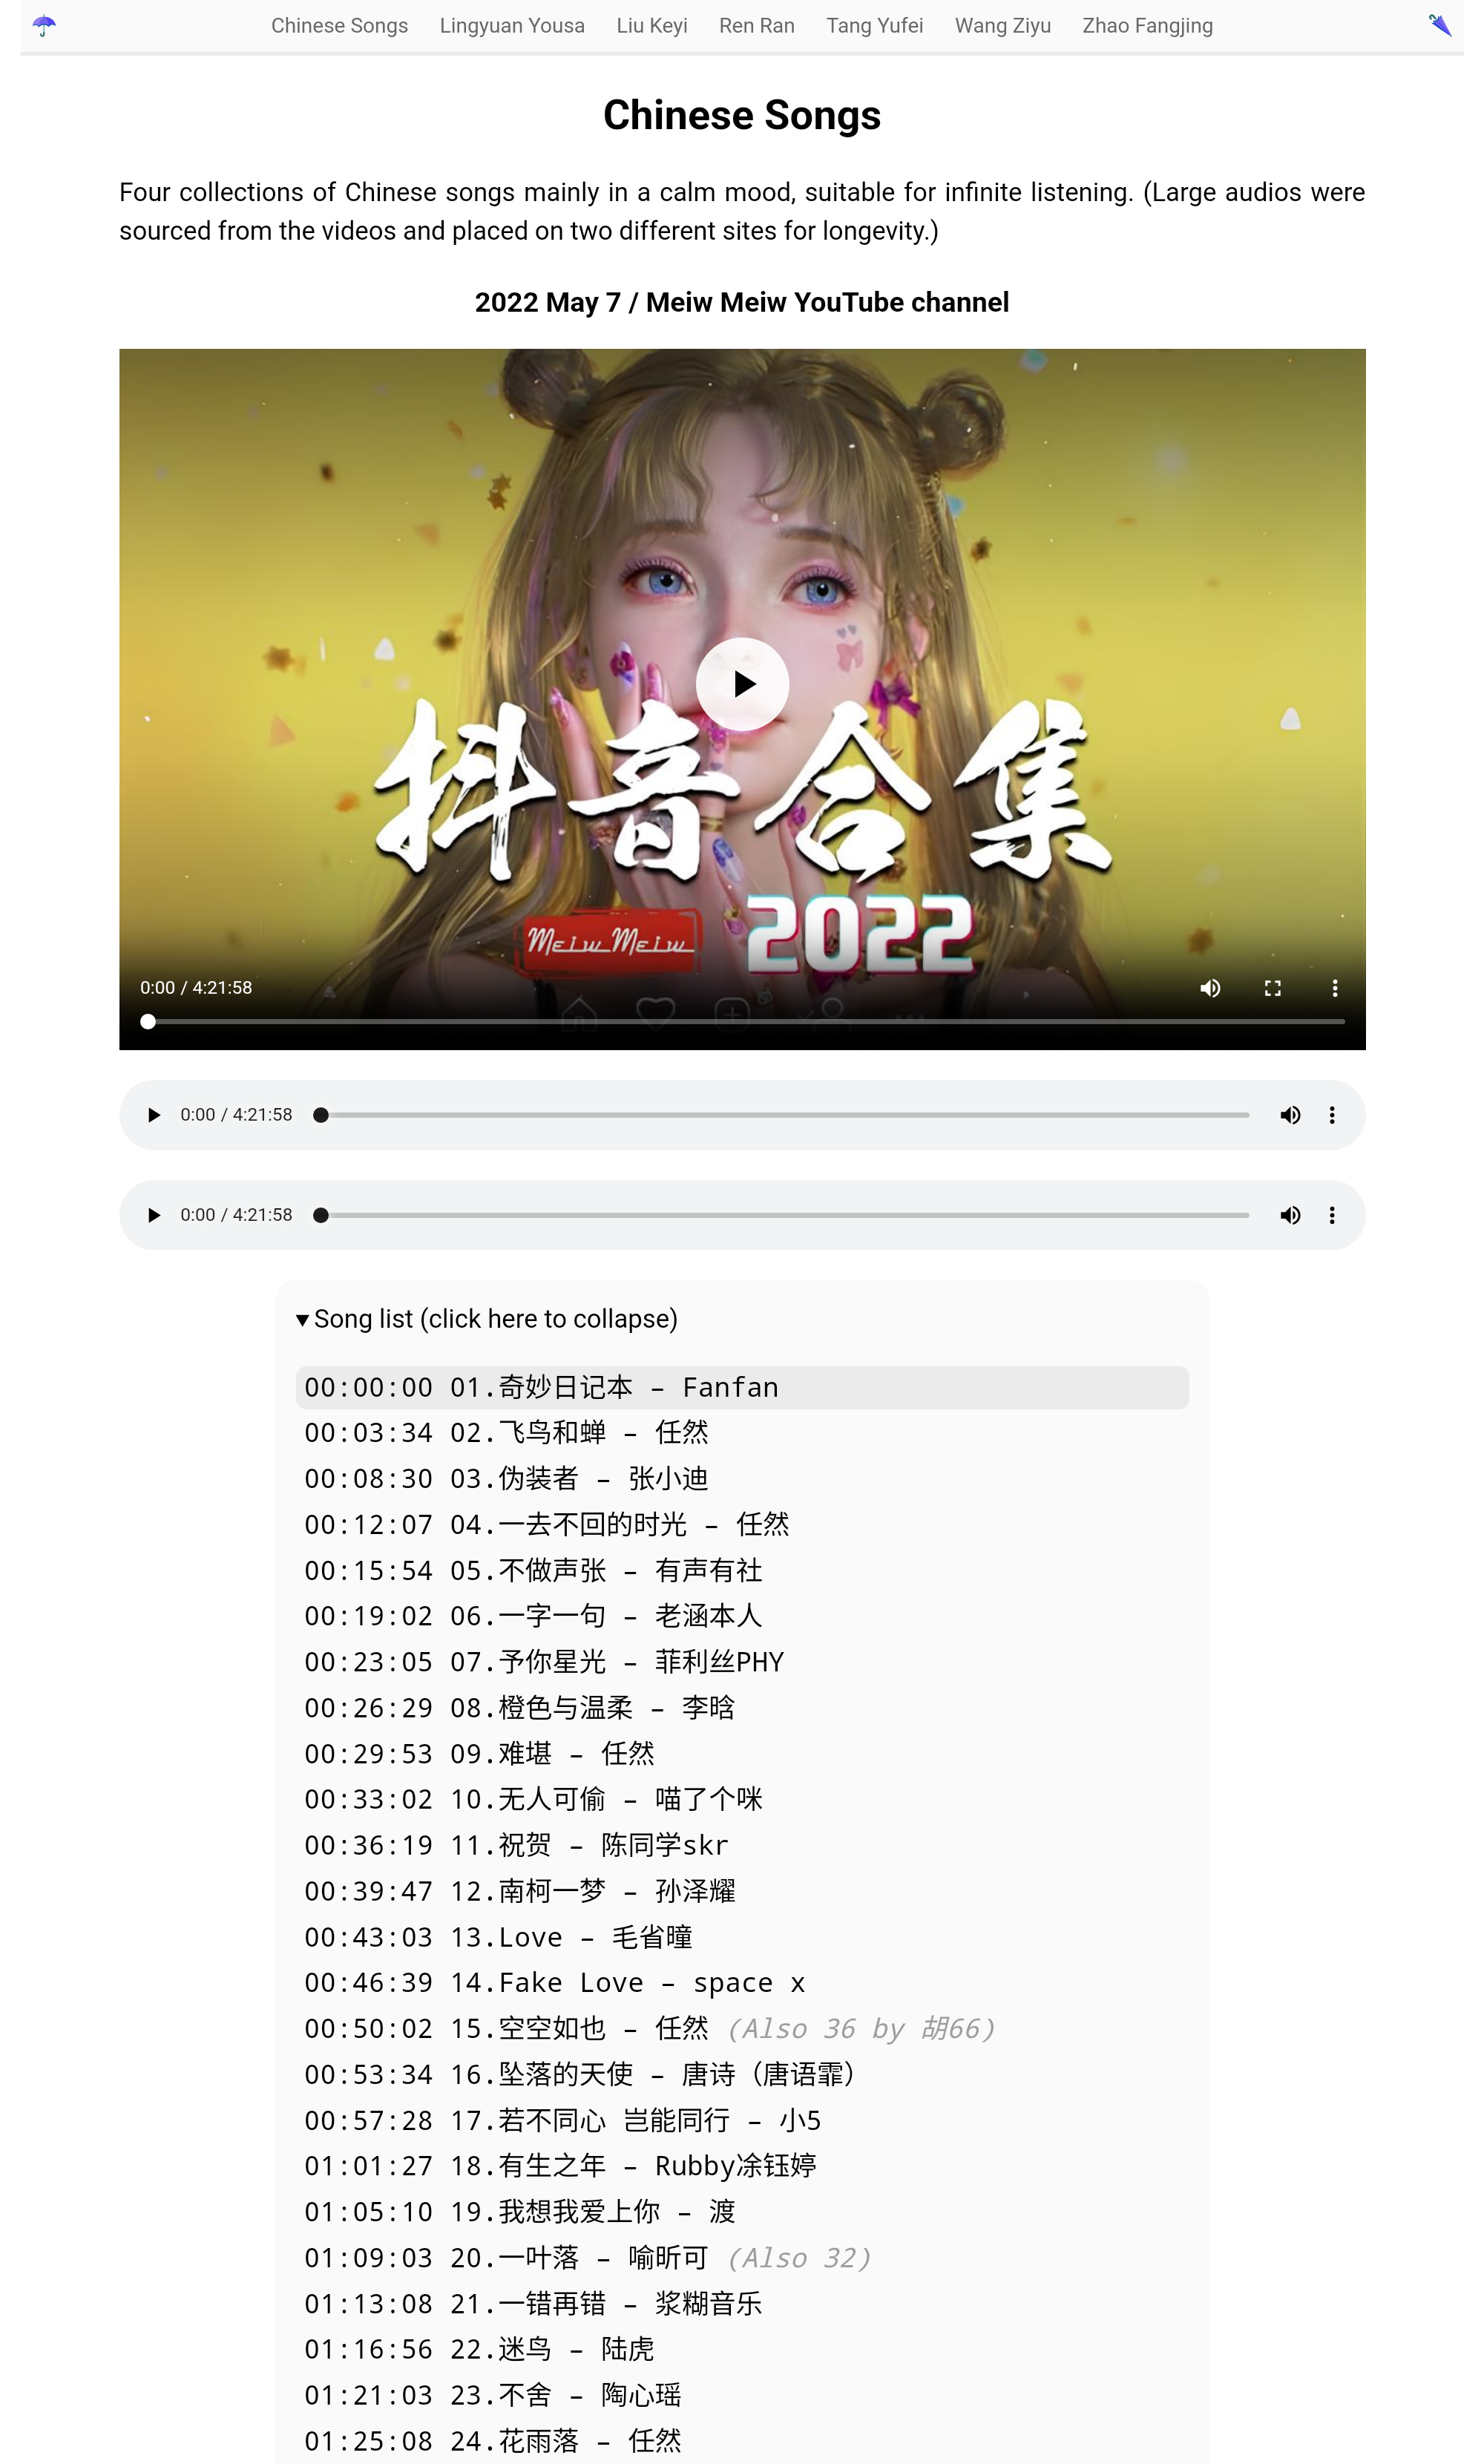 Chinese Songs Lingyuan Yousa Liu Keyi Ren Ran Tang Yufei Wang Ziyu Zhao Fangjing
Chinese Songs
Four collections of Chinese songs mainly in a calm mood, suitable for infinite listening. (Large audios were
sourced from the videos and placed on two different sites for longevity.)
2022 May 7 / Meiw Meiw YouTube channel
抖音合集
Meiw Meiw 2022
0:00 / 4:21:58
0:00 / 4:21:58
0:00 / 4:21:58
Song list (click here to collapse)
00:00:00 01.奇妙日记本 – Fanfan
00:03:34 02.飞鸟和蝉 – 任然
00:08:30 03.伪装者 – 张小迪
00:12:07 04.一去不回的时光 – 任然
00:15:54 05.不做声张 – 有声有社
00:19:02 06.一字一句 – 老涵本人
00:23:05 07.予你星光 – 菲利丝PHY
00:26:29 08.橙色与温柔 – 李晗
00:29:53 09.难堪 – 任然
00:33:02 10.无人可偷 – 喵了个咪
00:36:19 11.祝贺 – 陈同学skr
00:39:47 12.南柯一梦 – 孙泽耀
00:43:03 13.Love – 毛省曈
00:46:39 14.Fake Love – space x
00:50:02 15.空空如也 – 任然 (Also 36 by 胡66)
00:53:34 16.坠落的天使 – 唐诗（唐语霏）
00:57:28 17.若不同心 岂能同行 – 小5
01:01:27 18.有生之年 – Rubby凃钰婷
01:05:10 19.我想我爱上你 – 渡
01:09:03 20.一叶落 – 喻昕可 (Also 32)
01:13:08 21.一错再错 – 浆糊音乐
01:16:56 22.迷鸟 – 陆虎
01:21:03 23.不舍 – 陶心瑶
01:25:08 24.花雨落 – 任然